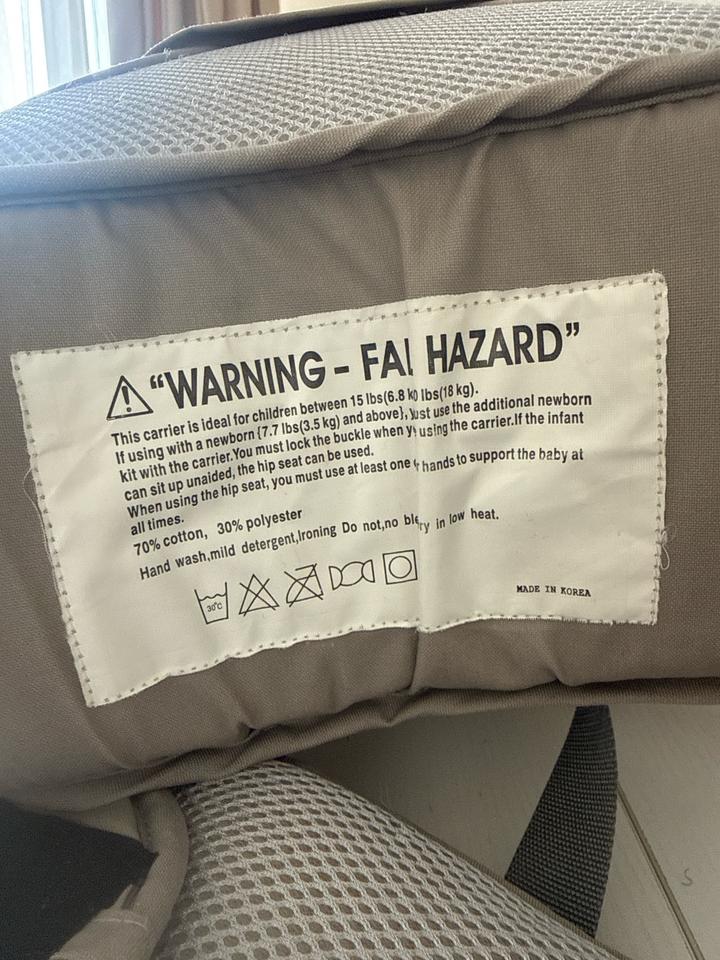 "WARNING - FAL HAZARD"
This carrier is ideal for children between 15 lbs(6.8 k lbs(18 kg).
If using with a newborn {7.7 lbs(3.5 kg) and above}, use the additional newborn
kit with the carrier.You must lock the buckle when using the carrier.If the infant
can sit up unaided, the hip seat can be used.
When using the hip seat, you must use at least one hands to support the baby at
all times.
70% cotton, 30% polyester
Hand wash,mild detergent,Ironing Do not,no in low heat.
30°C
MADE IN KOREA